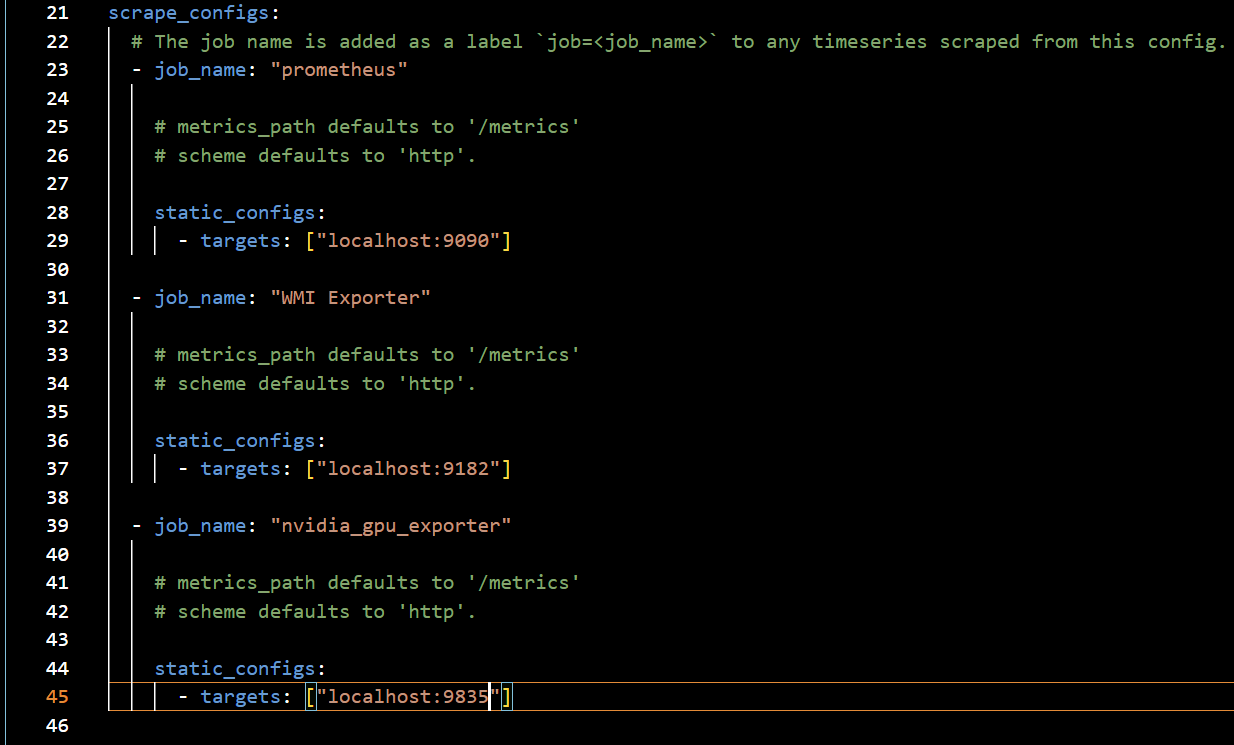 21 scrape_configs:
22 # The job name is added as a label `job=<job_name>` to any timeseries scraped from this config.
23 - job_name: "prometheus"
24
25 # metrics_path defaults to '/metrics'
26 # scheme defaults to 'http'.
27
28 static_configs:
29 - targets: ["localhost:9090"]
30
31 - job_name: "WMI Exporter"
32
33 # metrics_path defaults to '/metrics'
34 # scheme defaults to 'http'.
35
36 static_configs:
37 - targets: ["localhost:9182"]
38
39 - job_name: "nvidia_gpu_exporter"
40
41 # metrics_path defaults to '/metrics'
42 # scheme defaults to 'http'.
43
44 static_configs:
45 - targets: ["localhost:9835"]
46